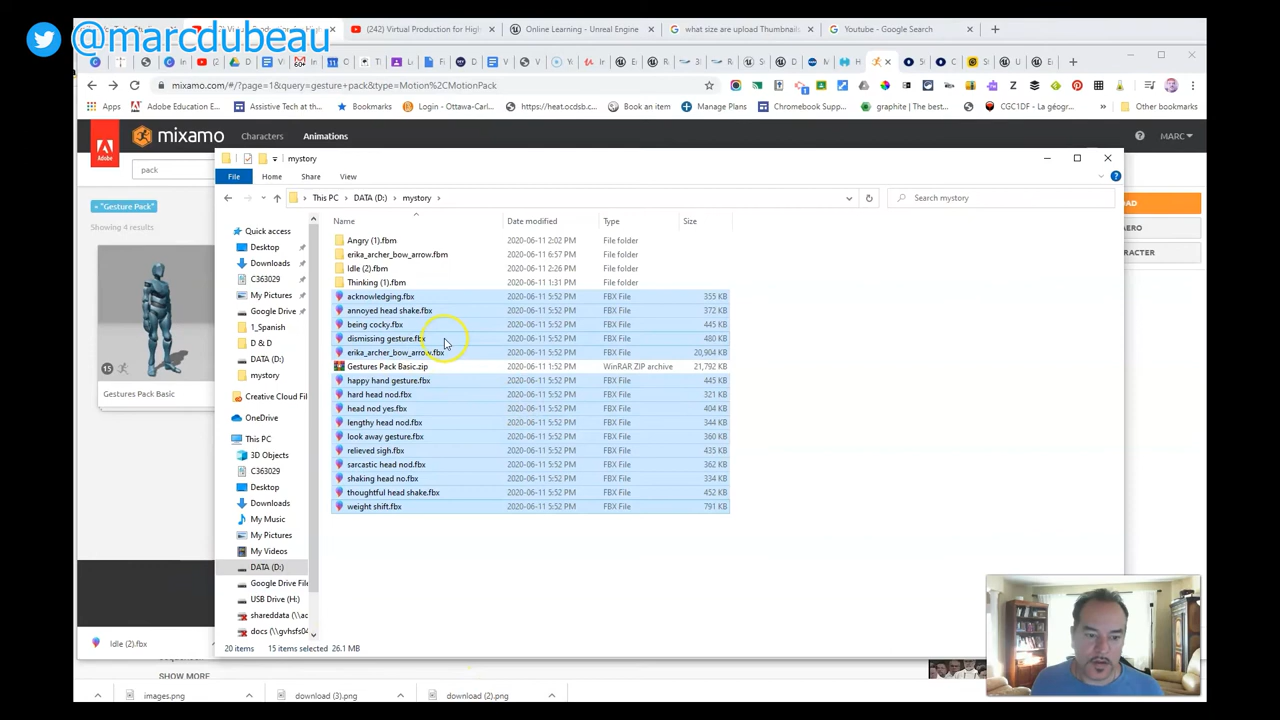 @marcdubeau
(242) Virtual Production for High
Online Learning - Unreal Engine
what size are upload Thumbnails
Youtube - Google Search
mixamo.com/#/?page=1&query=gesture+pack&type=Motion%2CMotionPack
Adobe Education E...
Assistive Tech at the...
Bookmarks
Login - Ottawa-Carl...
https://heat.ocdsb.c...
Book an item
Manage Plans
Chromebook Supp...
graphite | The best...
CGC1DF - La géogr...
Other bookmarks
Adobe
mixamo
Characters
Animations
MARC
pack
"Gesture Pack"
Showing 4 results
15
Gestures Pack Basic
mystory
File
Home
Share
View
This PC
DATA (D:)
mystory
Search mystory
Name
Date modified
Type
Size
Quick access
Desktop
Downloads
C363029
My Pictures
Google Drive
1_Spanish
D & D
DATA (D:)
mystory
Creative Cloud Fil
OneDrive
This PC
3D Objects
C363029
Desktop
Downloads
My Music
My Pictures
My Videos
DATA (D:)
Google Drive File
USB Drive (H:)
shareddata (\\ac
docs (\\gvhsfs04
Angry (1).fbm 2020-06-11 2:02 PM File folder
erika_archer_bow_arrow.fbm 2020-06-11 6:57 PM File folder
Idle (2).fbm 2020-06-11 2:26 PM File folder
Thinking (1).fbm 2020-06-11 1:31 PM File folder
acknowledging.fbx 2020-06-11 5:52 PM FBX File 355 KB
annoyed head shake.fbx 2020-06-11 5:52 PM FBX File 372 KB
being cocky.fbx 2020-06-11 5:52 PM FBX File 445 KB
dismissing gesture.fbx 2020-06-11 5:52 PM FBX File 480 KB
erika_archer_bow_arrow.fbx 2020-06-11 5:52 PM FBX File 20,904 KB
Gestures Pack Basic.zip 2020-06-11 1:52 PM WinRAR ZIP archive 21,792 KB
happy hand gesture.fbx 2020-06-11 5:52 PM FBX File 445 KB
hard head nod.fbx 2020-06-11 5:52 PM FBX File 321 KB
head nod yes.fbx 2020-06-11 5:52 PM FBX File 404 KB
lengthy head nod.fbx 2020-06-11 5:52 PM FBX File 344 KB
look away gesture.fbx 2020-06-11 5:52 PM FBX File 360 KB
relieved sigh.fbx 2020-06-11 5:52 PM FBX File 435 KB
sarcastic head nod.fbx 2020-06-11 5:52 PM FBX File 362 KB
shaking head no.fbx 2020-06-11 5:52 PM FBX File 334 KB
thoughtful head shake.fbx 2020-06-11 5:52 PM FBX File 452 KB
weight shift.fbx 2020-06-11 5:52 PM FBX File 791 KB
OAD
AERO
RACTER
20 items
15 items selected 26.1 MB
Idle (2).fbx
SHOW MORE
images.png
download (3).png
download (2).png